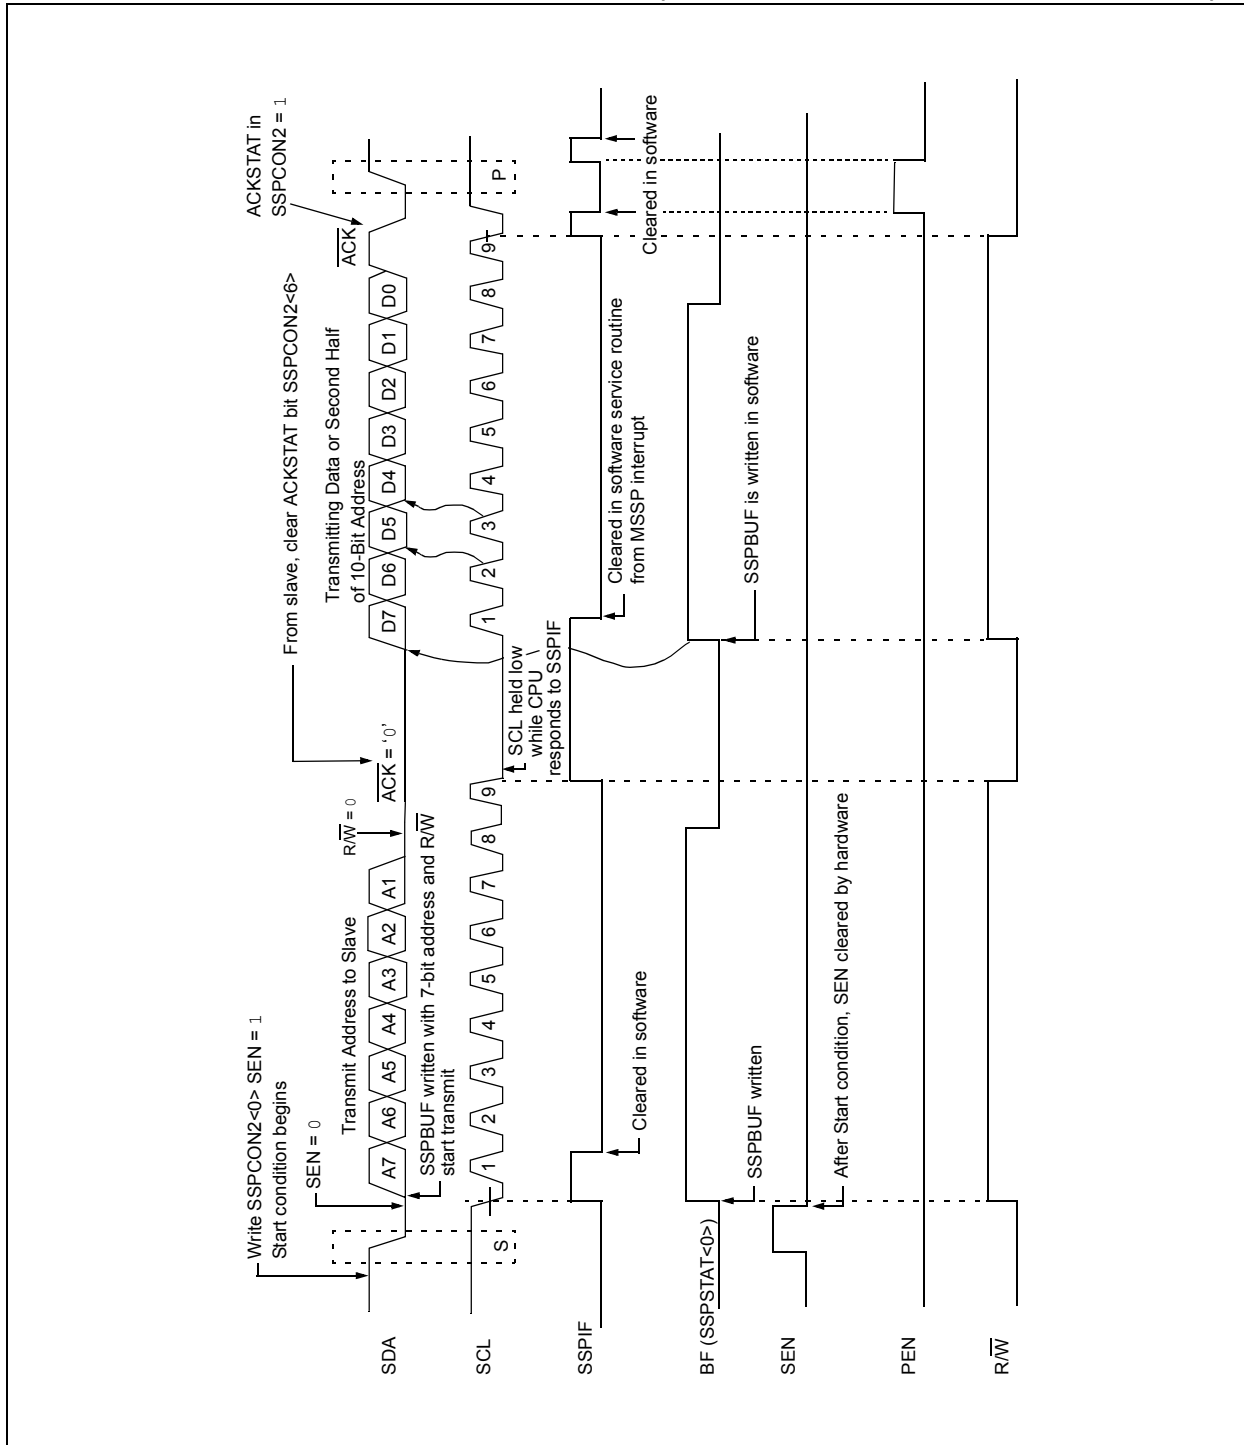 Write SSPCON2<0> SEN = 1
Start condition begins
SEN = 0
Transmit Address to Slave
R/W = 0
From slave, clear ACKSTAT bit SSPCON2<6>
ACK = ‘0’
Transmitting Data or Second Half
of 10-Bit Address
ACKSTAT in
SSPCON2 = 1
ACK
SDA
A7 A6 A5 A4 A3 A2 A1
D7 D6 D5 D4 D3 D2 D1 D0
SSPBUF written with 7-bit address and R/W
start transmit
SCL
S
1 2 3 4 5 6 7 8 9
1 2 3 4 5 6 7 8 9
P
SCL held low
while CPU
responds to SSPIF
SSPIF
Cleared in software
Cleared in software service routine
from MSSP interrupt
Cleared in software
Cleared in software
BF (SSPSTAT<0>)
SSPBUF written
SSPBUF is written in software
SEN
After Start condition, SEN cleared by hardware
PEN
R/W